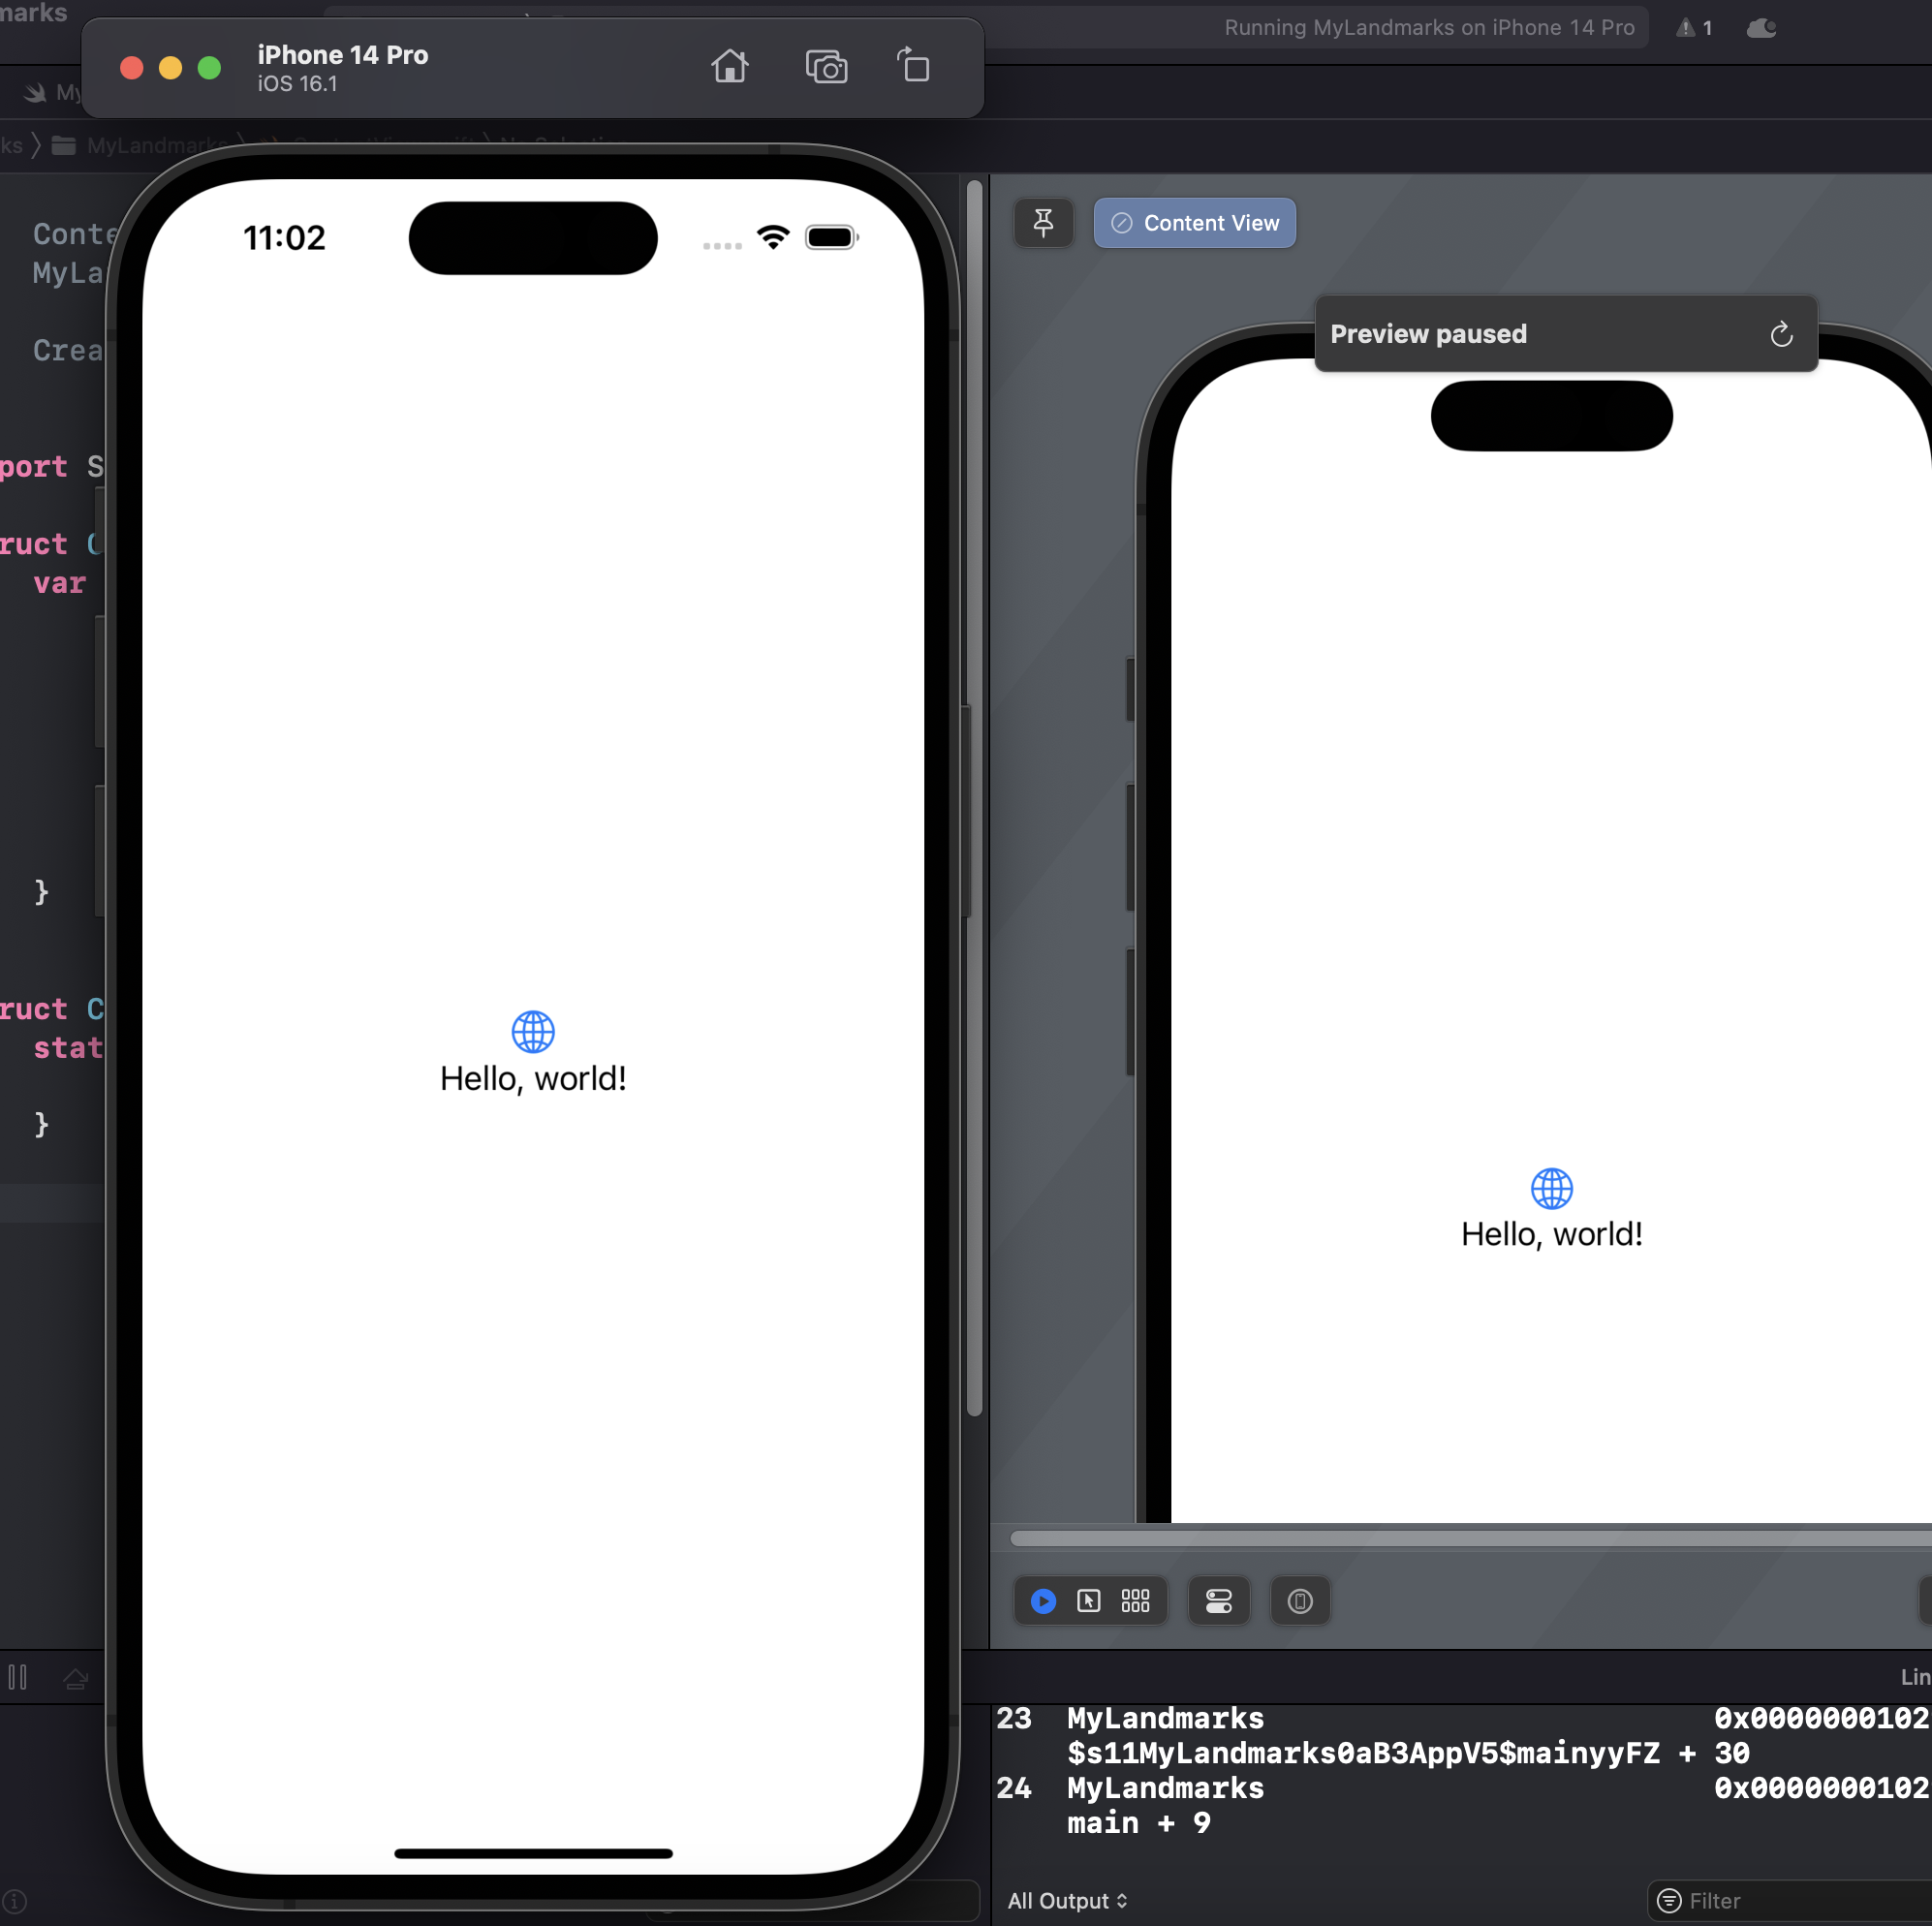 marks
Running MyLandmarks on iPhone 14 Pro
1
iPhone 14 Pro
iOS 16.1
My
ks
MyLandmarks
Conte
MyLa
Crea
port S
ruct C
var
}
ruct C
stat
}
11:02
Hello, world!
Content View
Preview paused
Hello, world!
Lin
23 MyLandmarks 0x0000000102
$s11MyLandmarks0aB3AppV5$mainyyFZ + 30
24 MyLandmarks 0x0000000102
main + 9
All Output
Filter